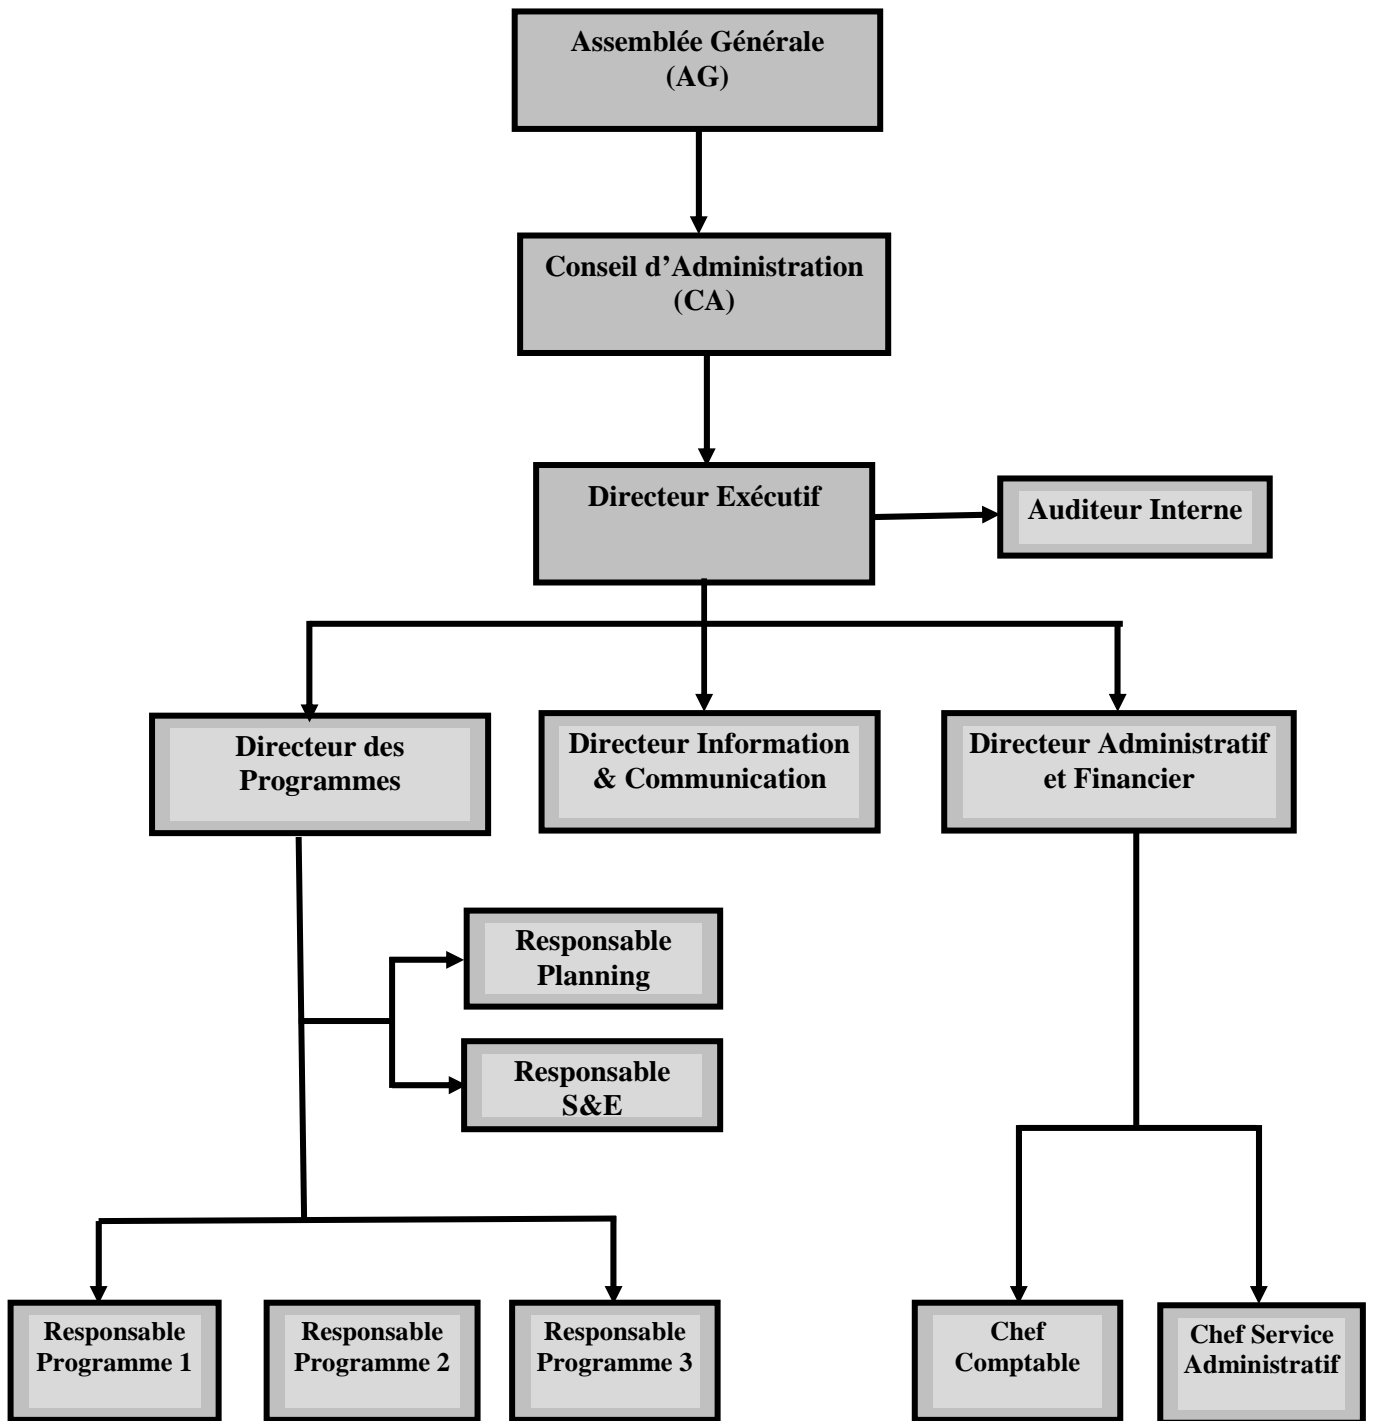 Assemblée Générale
(AG)
Conseil d’Administration
(CA)
Directeur Exécutif
Auditeur Interne
Directeur des
Programmes
Directeur Information
& Communication
Directeur Administratif
et Financier
Responsable
Planning
Responsable
S&E
Responsable
Programme 1
Responsable
Programme 2
Responsable
Programme 3
Chef
Comptable
Chef Service
Administratif